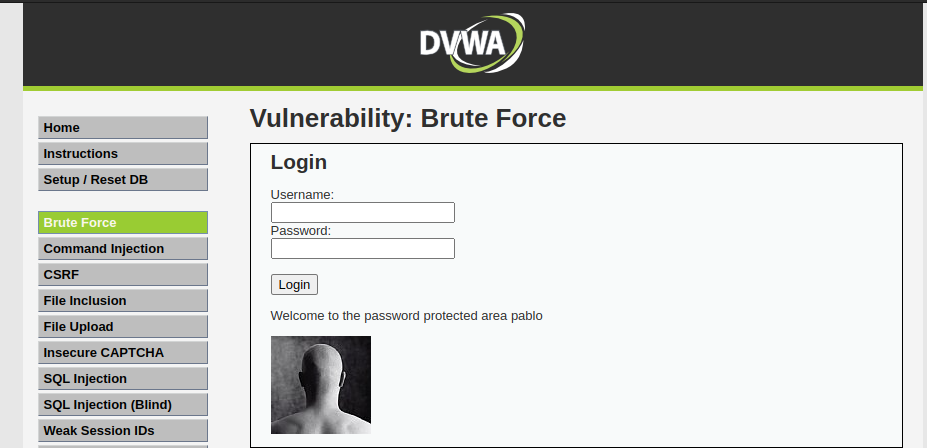 DVWA
Home
Instructions
Setup / Reset DB
Brute Force
Command Injection
CSRF
File Inclusion
File Upload
Insecure CAPTCHA
SQL Injection
SQL Injection (Blind)
Weak Session IDs
Vulnerability: Brute Force
Login
Username:
Password:
Login
Welcome to the password protected area pablo